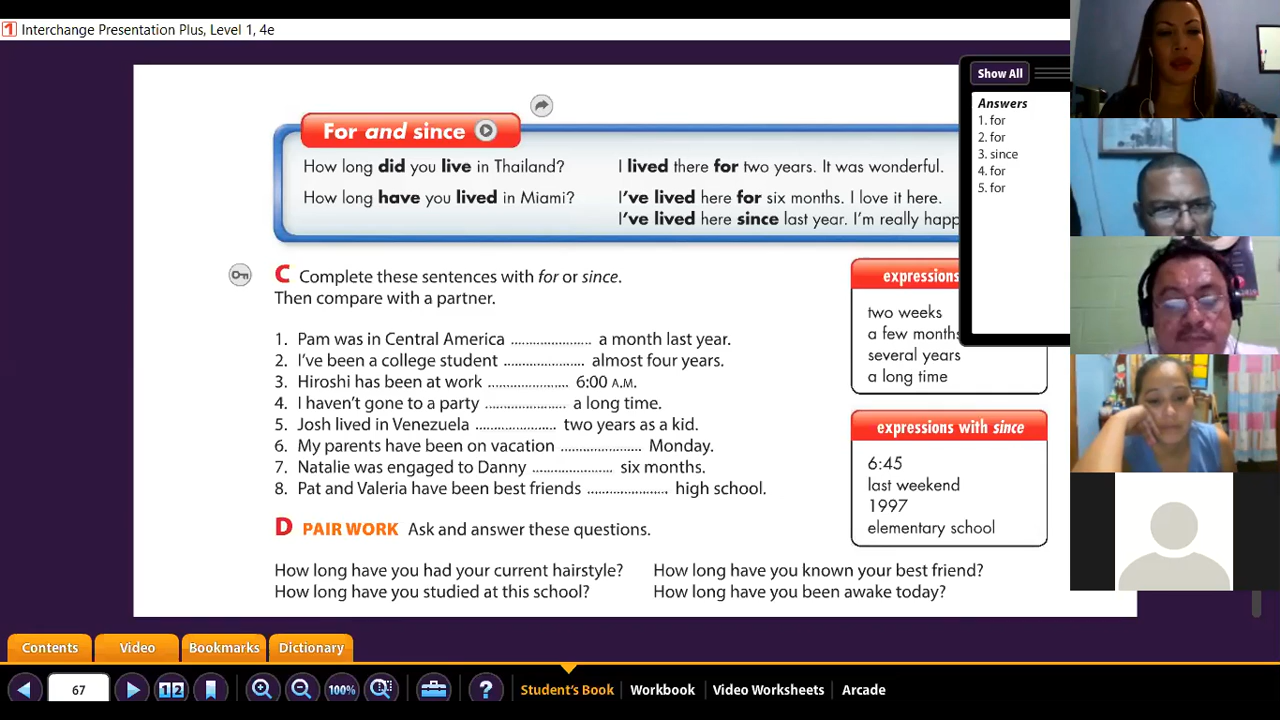 Interchange Presentation Plus, Level 1, 4e
For and since
How long did you live in Thailand? I lived there for two years. It was wonderful.
How long have you lived in Miami? I've lived here for six months. I love it here.
I've lived here since last year. I'm really happ
Show All
Answers
1. for
2. for
3. since
4. for
5. for
C Complete these sentences with for or since.
Then compare with a partner.
1. Pam was in Central America ..................... a month last year.
2. I've been a college student ..................... almost four years.
3. Hiroshi has been at work ..................... 6:00 A.M.
4. I haven't gone to a party ..................... a long time.
5. Josh lived in Venezuela ..................... two years as a kid.
6. My parents have been on vacation ..................... Monday.
7. Natalie was engaged to Danny ..................... six months.
8. Pat and Valeria have been best friends ..................... high school.
expressions
two weeks
a few months
several years
a long time
expressions with since
6:45
last weekend
1997
elementary school
D PAIR WORK Ask and answer these questions.
How long have you had your current hairstyle? How long have you known your best friend?
How long have you studied at this school? How long have you been awake today?
Contents Video Bookmarks Dictionary
67 1 2 100% ? Student's Book Workbook Video Worksheets Arcade